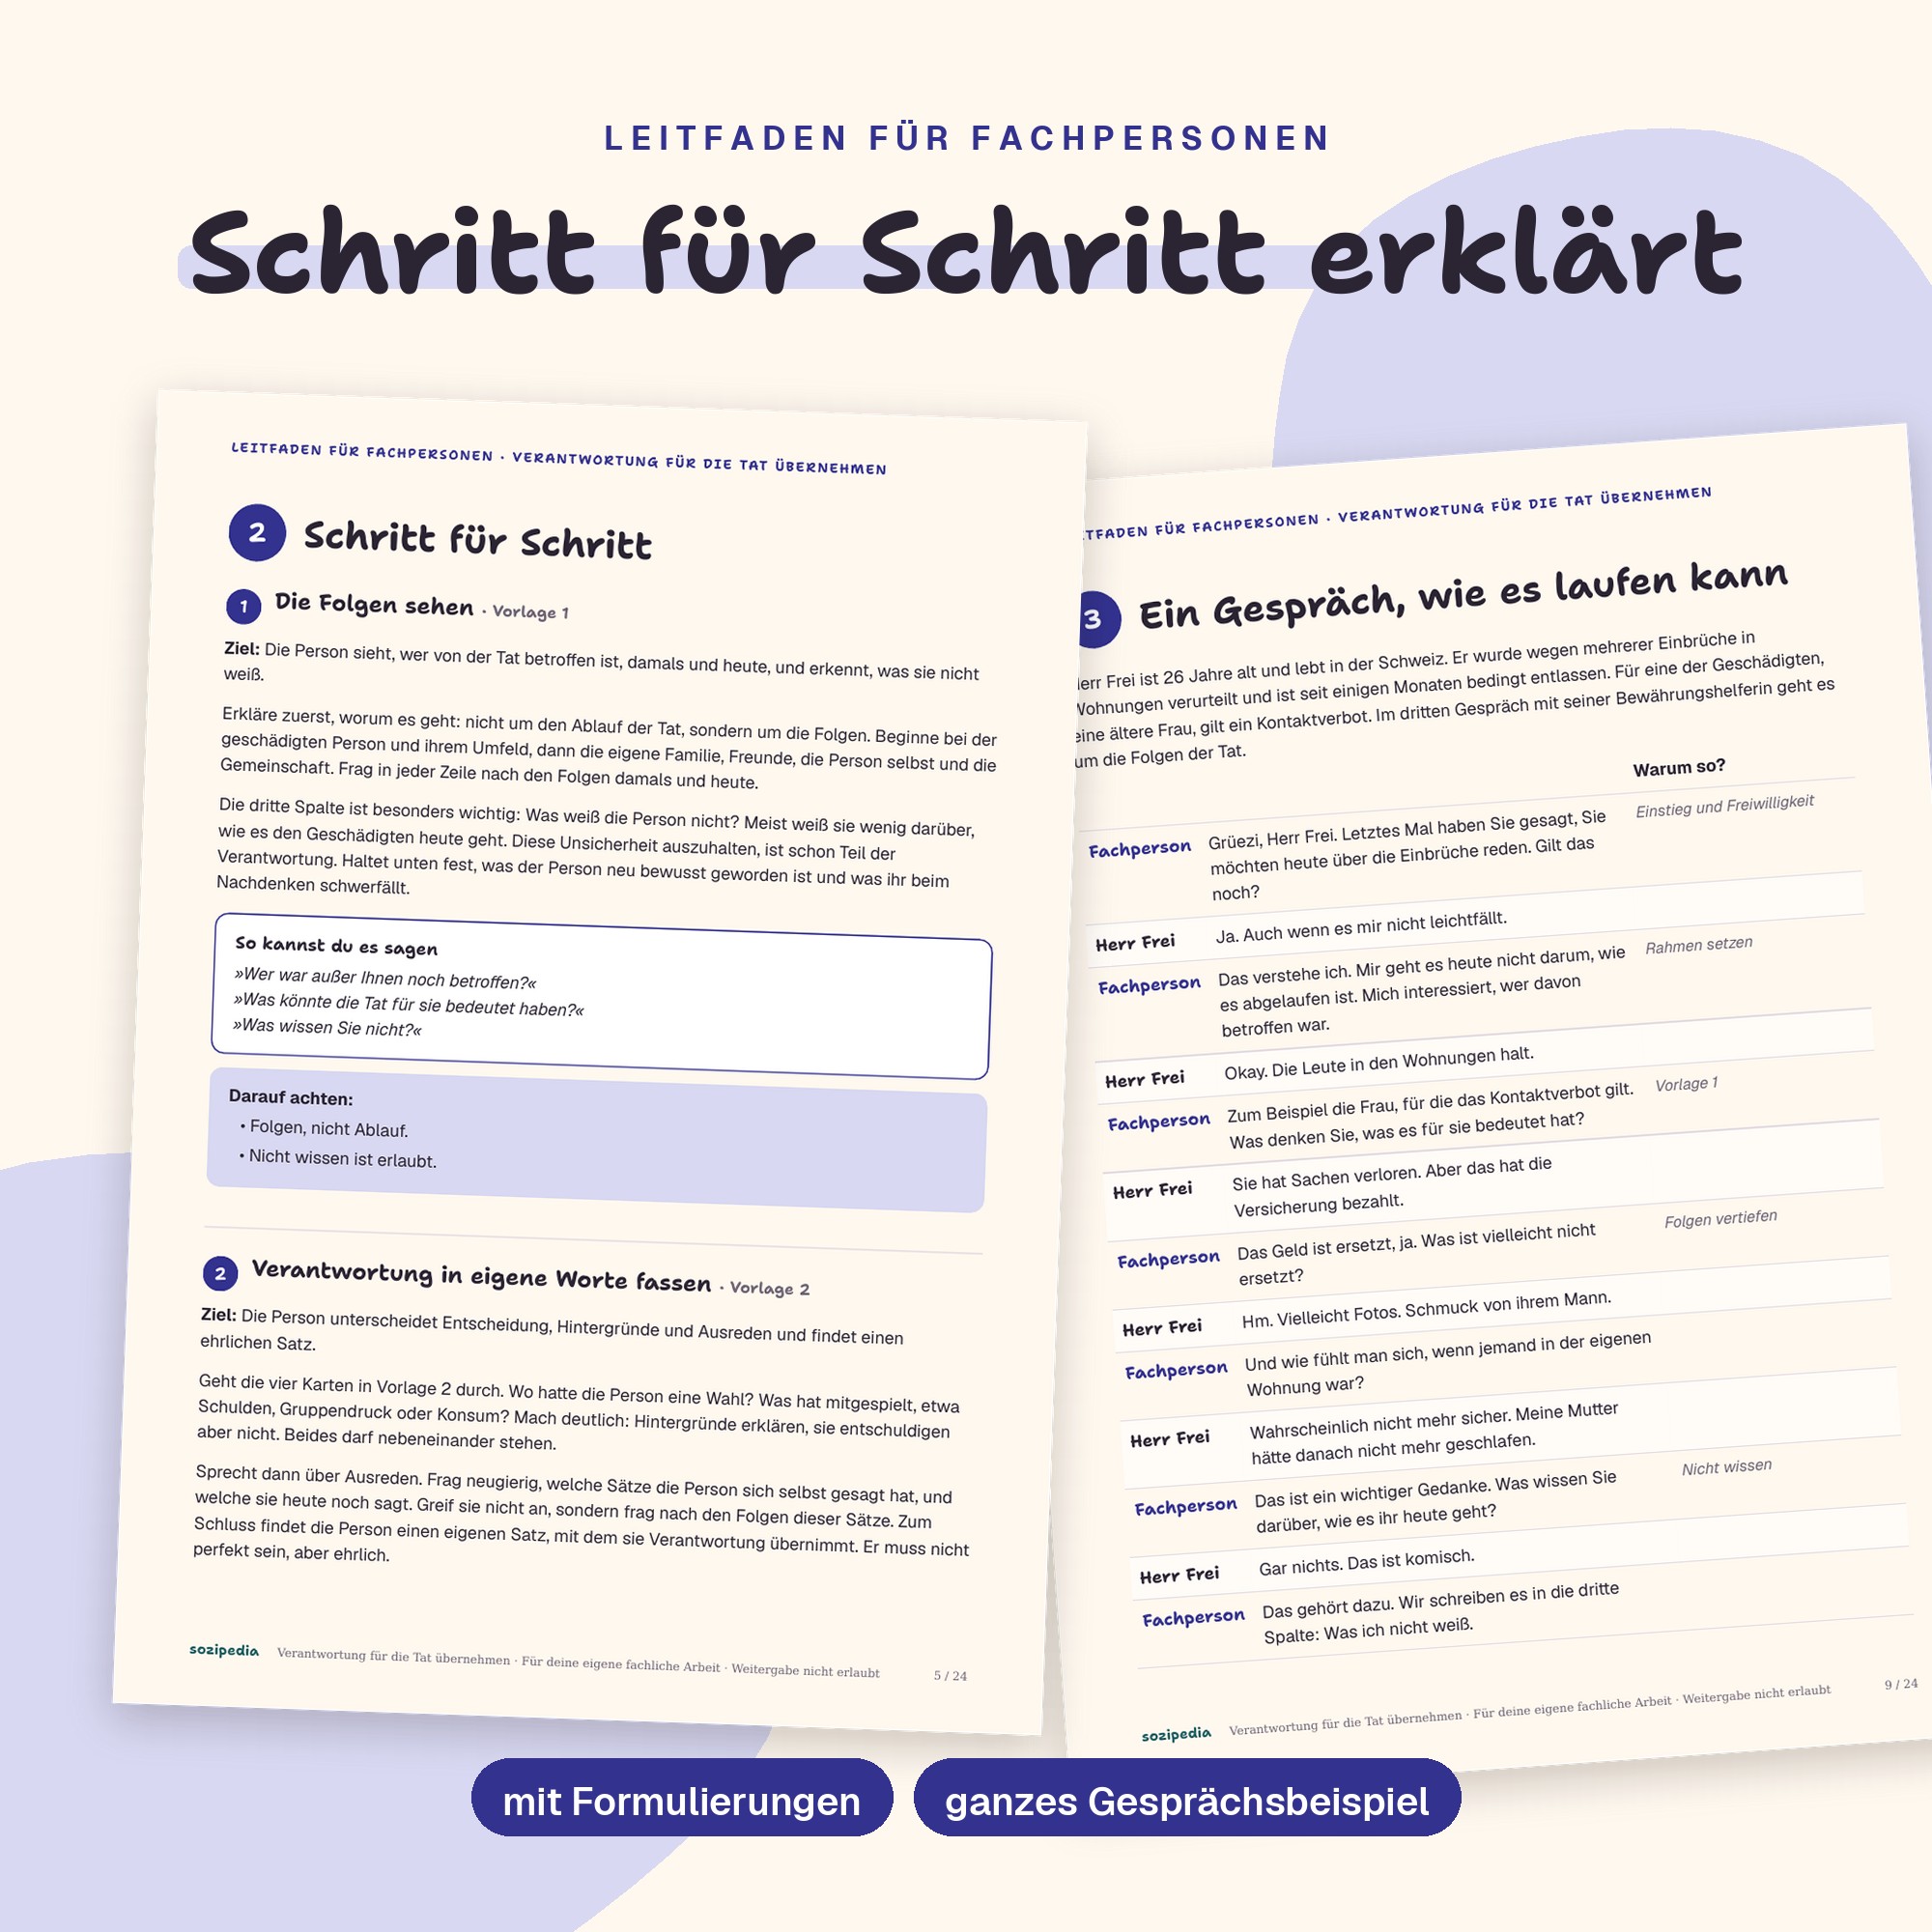 LEITFADEN FÜR FACHPERSONEN
Schritt für Schritt erklärt
LEITFADEN FÜR FACHPERSONEN · VERANTWORTUNG FÜR DIE TAT ÜBERNEHMEN
2 Schritt für Schritt
1 Die Folgen sehen · Vorlage 1
Ziel: Die Person sieht, wer von der Tat betroffen ist, damals und heute, und erkennt, was sie nicht
weiß.
Erkläre zuerst, worum es geht: nicht um den Ablauf der Tat, sondern um die Folgen. Beginne bei der
geschädigten Person und ihrem Umfeld, dann die eigene Familie, Freunde, die Person selbst und die
Gemeinschaft. Frag in jeder Zeile nach den Folgen damals und heute.
Die dritte Spalte ist besonders wichtig: Was weiß die Person nicht? Meist weiß sie wenig darüber,
wie es den Geschädigten heute geht. Diese Unsicherheit auszuhalten, ist schon Teil der
Verantwortung. Haltet unten fest, was der Person neu bewusst geworden ist und was ihr beim
Nachdenken schwerfällt.
So kannst du es sagen
»Wer war außer Ihnen noch betroffen?«
»Was könnte die Tat für sie bedeutet haben?«
»Was wissen Sie nicht?«
Darauf achten:
• Folgen, nicht Ablauf.
• Nicht wissen ist erlaubt.
2 Verantwortung in eigene Worte fassen · Vorlage 2
Ziel: Die Person unterscheidet Entscheidung, Hintergründe und Ausreden und findet einen
ehrlichen Satz.
Geht die vier Karten in Vorlage 2 durch. Wo hatte die Person eine Wahl? Was hat mitgespielt, etwa
Schulden, Gruppendruck oder Konsum? Mach deutlich: Hintergründe erklären, sie entschuldigen
aber nicht. Beides darf nebeneinander stehen.
Sprecht dann über Ausreden. Frag neugierig, welche Sätze die Person sich selbst gesagt hat, und
welche sie heute noch sagt. Greif sie nicht an, sondern frag nach den Folgen dieser Sätze. Zum
Schluss findet die Person einen eigenen Satz, mit dem sie Verantwortung übernimmt. Er muss nicht
perfekt sein, aber ehrlich.
sozipedia Verantwortung für die Tat übernehmen · Für deine eigene fachliche Arbeit · Weitergabe nicht erlaubt 5 / 24
TFADEN FÜR FACHPERSONEN · VERANTWORTUNG FÜR DIE TAT ÜBERNEHMEN
3 Ein Gespräch, wie es laufen kann
Herr Frei ist 26 Jahre alt und lebt in der Schweiz. Er wurde wegen mehrerer Einbrüche in
Wohnungen verurteilt und ist seit einigen Monaten bedingt entlassen. Für eine der Geschädigten,
eine ältere Frau, gilt ein Kontaktverbot. Im dritten Gespräch mit seiner Bewährungshelferin geht es
um die Folgen der Tat.
Warum so?
Fachperson Grüezi, Herr Frei. Letztes Mal haben Sie gesagt, Sie Einstieg und Freiwilligkeit
möchten heute über die Einbrüche reden. Gilt das
noch?
Herr Frei Ja. Auch wenn es mir nicht leichtfällt.
Fachperson Das verstehe ich. Mir geht es heute nicht darum, wie Rahmen setzen
es abgelaufen ist. Mich interessiert, wer davon
betroffen war.
Herr Frei Okay. Die Leute in den Wohnungen halt.
Fachperson Zum Beispiel die Frau, für die das Kontaktverbot gilt. Vorlage 1
Was denken Sie, was es für sie bedeutet hat?
Herr Frei Sie hat Sachen verloren. Aber das hat die
Versicherung bezahlt.
Fachperson Das Geld ist ersetzt, ja. Was ist vielleicht nicht Folgen vertiefen
ersetzt?
Herr Frei Hm. Vielleicht Fotos. Schmuck von ihrem Mann.
Fachperson Und wie fühlt man sich, wenn jemand in der eigenen
Wohnung war?
Herr Frei Wahrscheinlich nicht mehr sicher. Meine Mutter
hätte danach nicht mehr geschlafen.
Fachperson Das ist ein wichtiger Gedanke. Was wissen Sie Nicht wissen
darüber, wie es ihr heute geht?
Herr Frei Gar nichts. Das ist komisch.
Fachperson Das gehört dazu. Wir schreiben es in die dritte
Spalte: Was ich nicht weiß.
sozipedia Verantwortung für die Tat übernehmen · Für deine eigene fachliche Arbeit · Weitergabe nicht erlaubt 9 / 24
mit Formulierungen
ganzes Gesprächsbeispiel